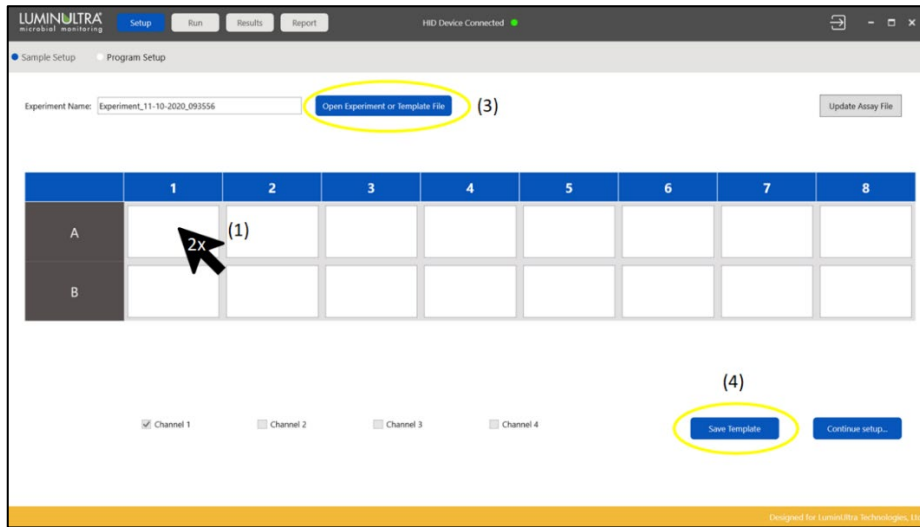 LUMINULTRA
microbial monitoring
Setup Run Results Report HID Device Connected
Sample Setup Program Setup
Experiment Name: Experiment_11-10-2020_093556 Open Experiment or Template File (3) Update Assay File
1 2 3 4 5 6 7 8
A 2x (1)
B
(4)
Channel 1 Channel 2 Channel 3 Channel 4 Save Template Continue setup...
Designed for LuminUltra Technologies,